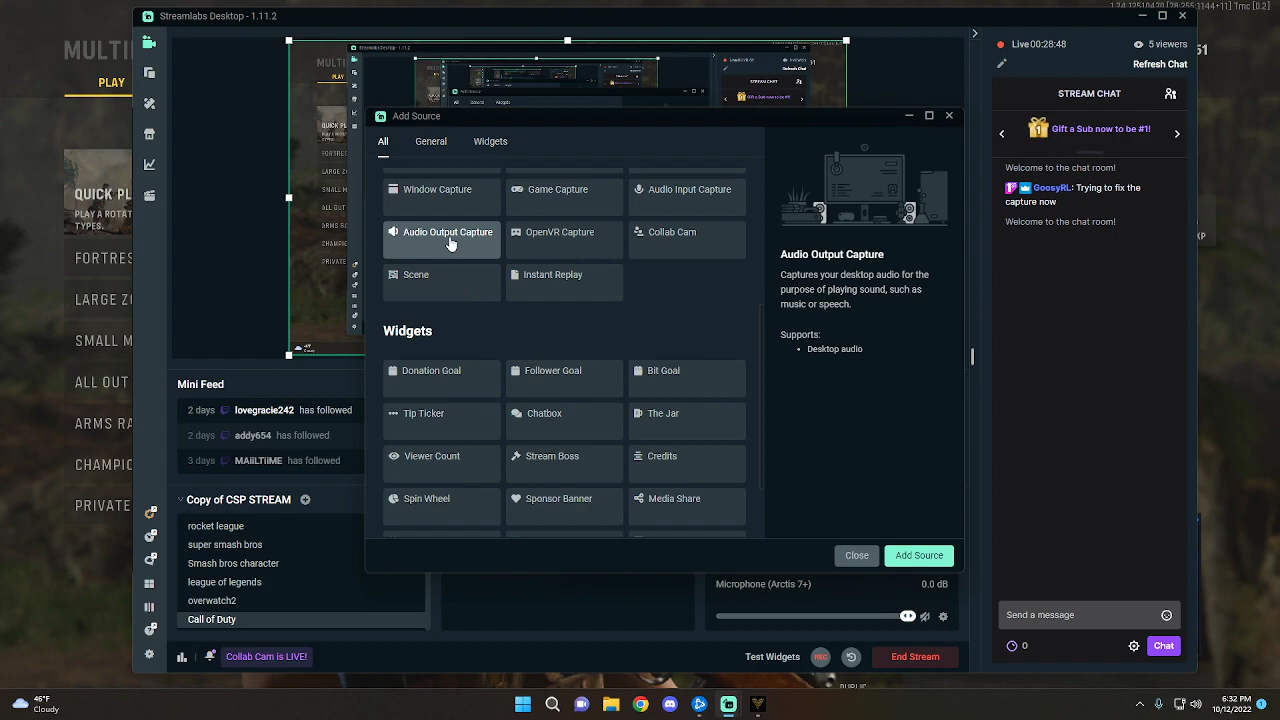 Streamlabs Desktop - 1.11.2
MULTI
PLAY
QUICK PL
PLAY A ROTA
TYPES.
FORTRES
LARGE ZO
SMALL M
ALL OUT
ARMS RA
CHAMPIO
PRIVATE
Live 00:28:48
5 viewers
Refresh Chat
STREAM CHAT
Gift a Sub now to be #1!
Welcome to the chat room!
GoosyRL: Trying to fix the
capture now
Welcome to the chat room!
Add Source
All
General
Widgets
Window Capture
Game Capture
Audio Input Capture
Audio Output Capture
OpenVR Capture
Collab Cam
Scene
Instant Replay
Widgets
Donation Goal
Follower Goal
Bit Goal
Tip Ticker
Chatbox
The Jar
Viewer Count
Stream Boss
Credits
Spin Wheel
Sponsor Banner
Media Share
Audio Output Capture
Captures your desktop audio for the
purpose of playing sound, such as
music or speech.
Supports:
• Desktop audio
Close
Add Source
Mini Feed
2 days lovegracie242 has followed
2 days addy654 has followed
3 days MAiiLTiiME has followed
Copy of CSP STREAM
rocket league
super smash bros
Smash bros character
league of legends
overwatch2
Call of Duty
Microphone (Arctis 7+)
0.0 dB
Send a message
0
Chat
Collab Cam is LIVE!
Test Widgets
REC
End Stream
46°F
Cloudy
6:32 PM
10/12/2022